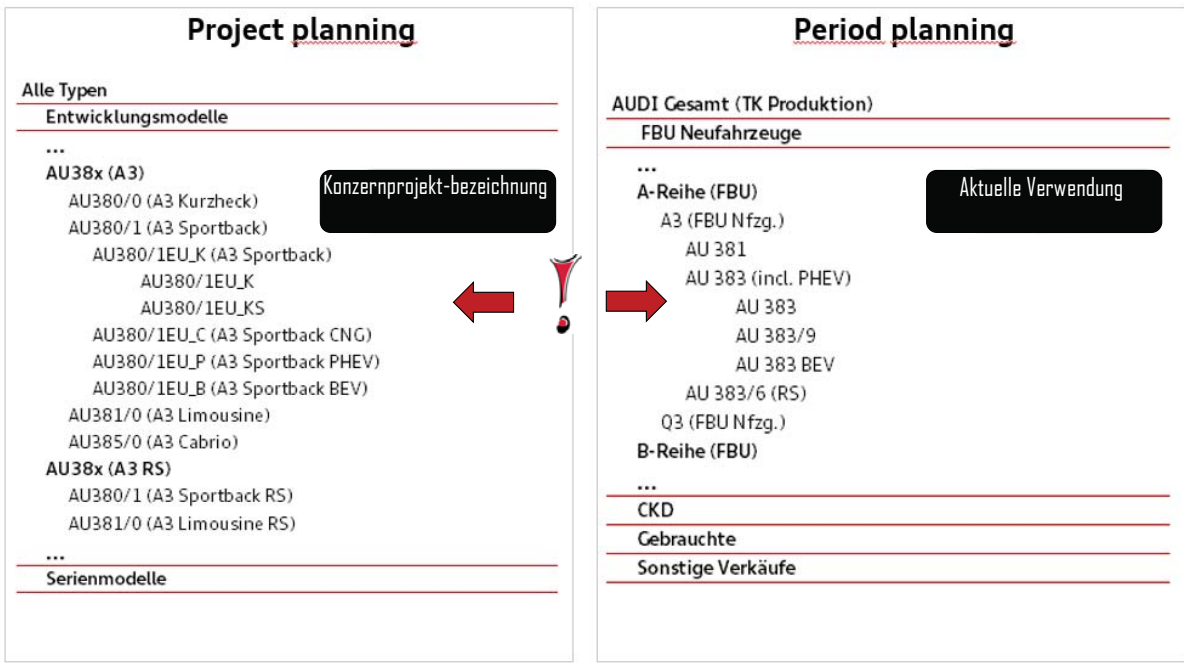 Project planning
Alle Typen
Entwicklungsmodelle
...
AU38x (A3)
Konzernprojekt-bezeichnung
AU380/0 (A3 Kurzheck)
AU380/1 (A3 Sportback)
AU380/1EU_K (A3 Sportback)
AU380/1EU_K
AU380/1EU_KS
AU380/1EU_C (A3 Sportback CNG)
AU380/1EU_P (A3 Sportback PHEV)
AU380/1EU_B (A3 Sportback BEV)
AU381/0 (A3 Limousine)
AU385/0 (A3 Cabrio)
AU38x (A3 RS)
AU380/1 (A3 Sportback RS)
AU381/0 (A3 Limousine RS)
...
Serienmodelle
Period planning
AUDI Gesamt (TK Produktion)
FBU Neufahrzeuge
...
A-Reihe (FBU)
Aktuelle Verwendung
A3 (FBU Nfzg.)
AU 381
AU 383 (incl. PHEV)
AU 383
AU 383/9
AU 383 BEV
AU 383/6 (RS)
Q3 (FBU Nfzg.)
B-Reihe (FBU)
...
CKD
Gebrauchte
Sonstige Verkäufe